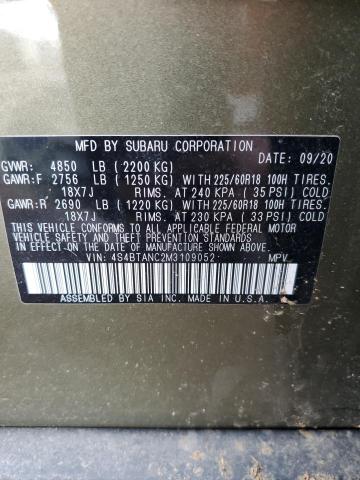 MFD BY SUBARU CORPORATION DATE: 09/20
GVWR: 4850 LB (2200 KG)
GAWR:F 2756 LB (1250 KG) WITH 225/60R18 100H TIRES.
18X7J RIMS. AT 240 KPA (35 PSI) COLD
GAWR:R 2690 LB (1220 KG) WITH 225/60R18 100H TIRES.
18X7J RIMS. AT 230 KPA (33 PSI) COLD
THIS VEHICLE CONFORMS TO ALL APPLICABLE FEDERAL MOTOR
VEHICLE SAFETY AND THEFT PREVENTION STANDARDS
IN EFFECT ON THE DATE OF MANUFACTURE SHOWN ABOVE.
VIN: 4S4BTANC2M3109052 MPV
ASSEMBLED BY SIA INC. MADE IN U.S.A.